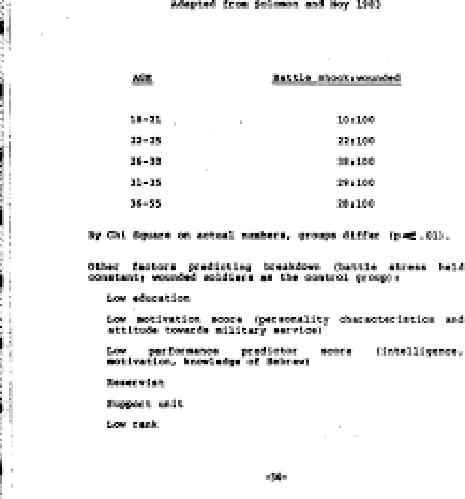 Adapted from Solomon and Noy 1983
AGE Battle shock:wounded
18-21 10:100
22-25 22:100
26-30 38:100
31-35 29:100
36-55 28:100
By Chi Square on actual numbers, groups differ (p .01).
Other factors predicting breakdown (battle stress held
constant; wounded soldiers as the control group):
Low education
Low motivation score (personality characteristics and
attitude towards military service)
Low performance predictor score (intelligence,
motivation, knowledge of Hebrew)
Reservist
Support unit
Low rank